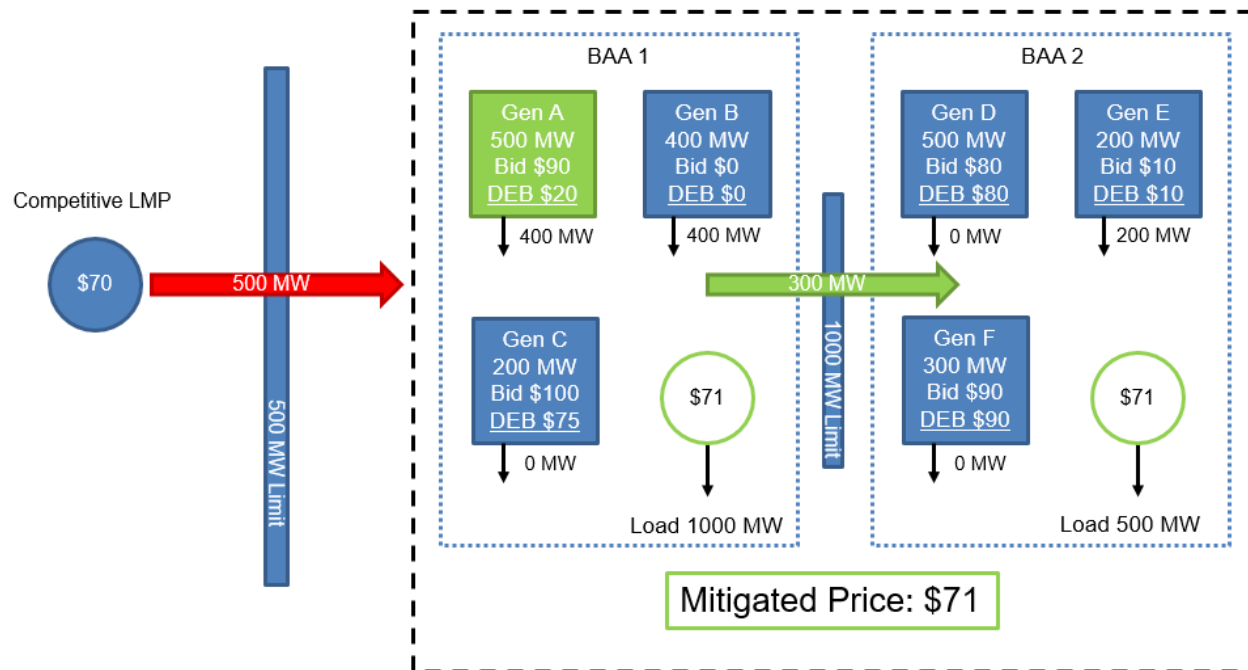 BAA 1
BAA 2
Gen A
500 MW
Bid $90
DEB $20
400 MW
Gen B
400 MW
Bid $0
DEB $0
400 MW
Gen D
500 MW
Bid $80
DEB $80
0 MW
Gen E
200 MW
Bid $10
DEB $10
200 MW
Competitive LMP
$70
500 MW
500 MW Limit
300 MW
1000 MW Limit
Gen C
200 MW
Bid $100
DEB $75
0 MW
$71
Load 1000 MW
Gen F
300 MW
Bid $90
DEB $90
0 MW
$71
Load 500 MW
Mitigated Price: $71